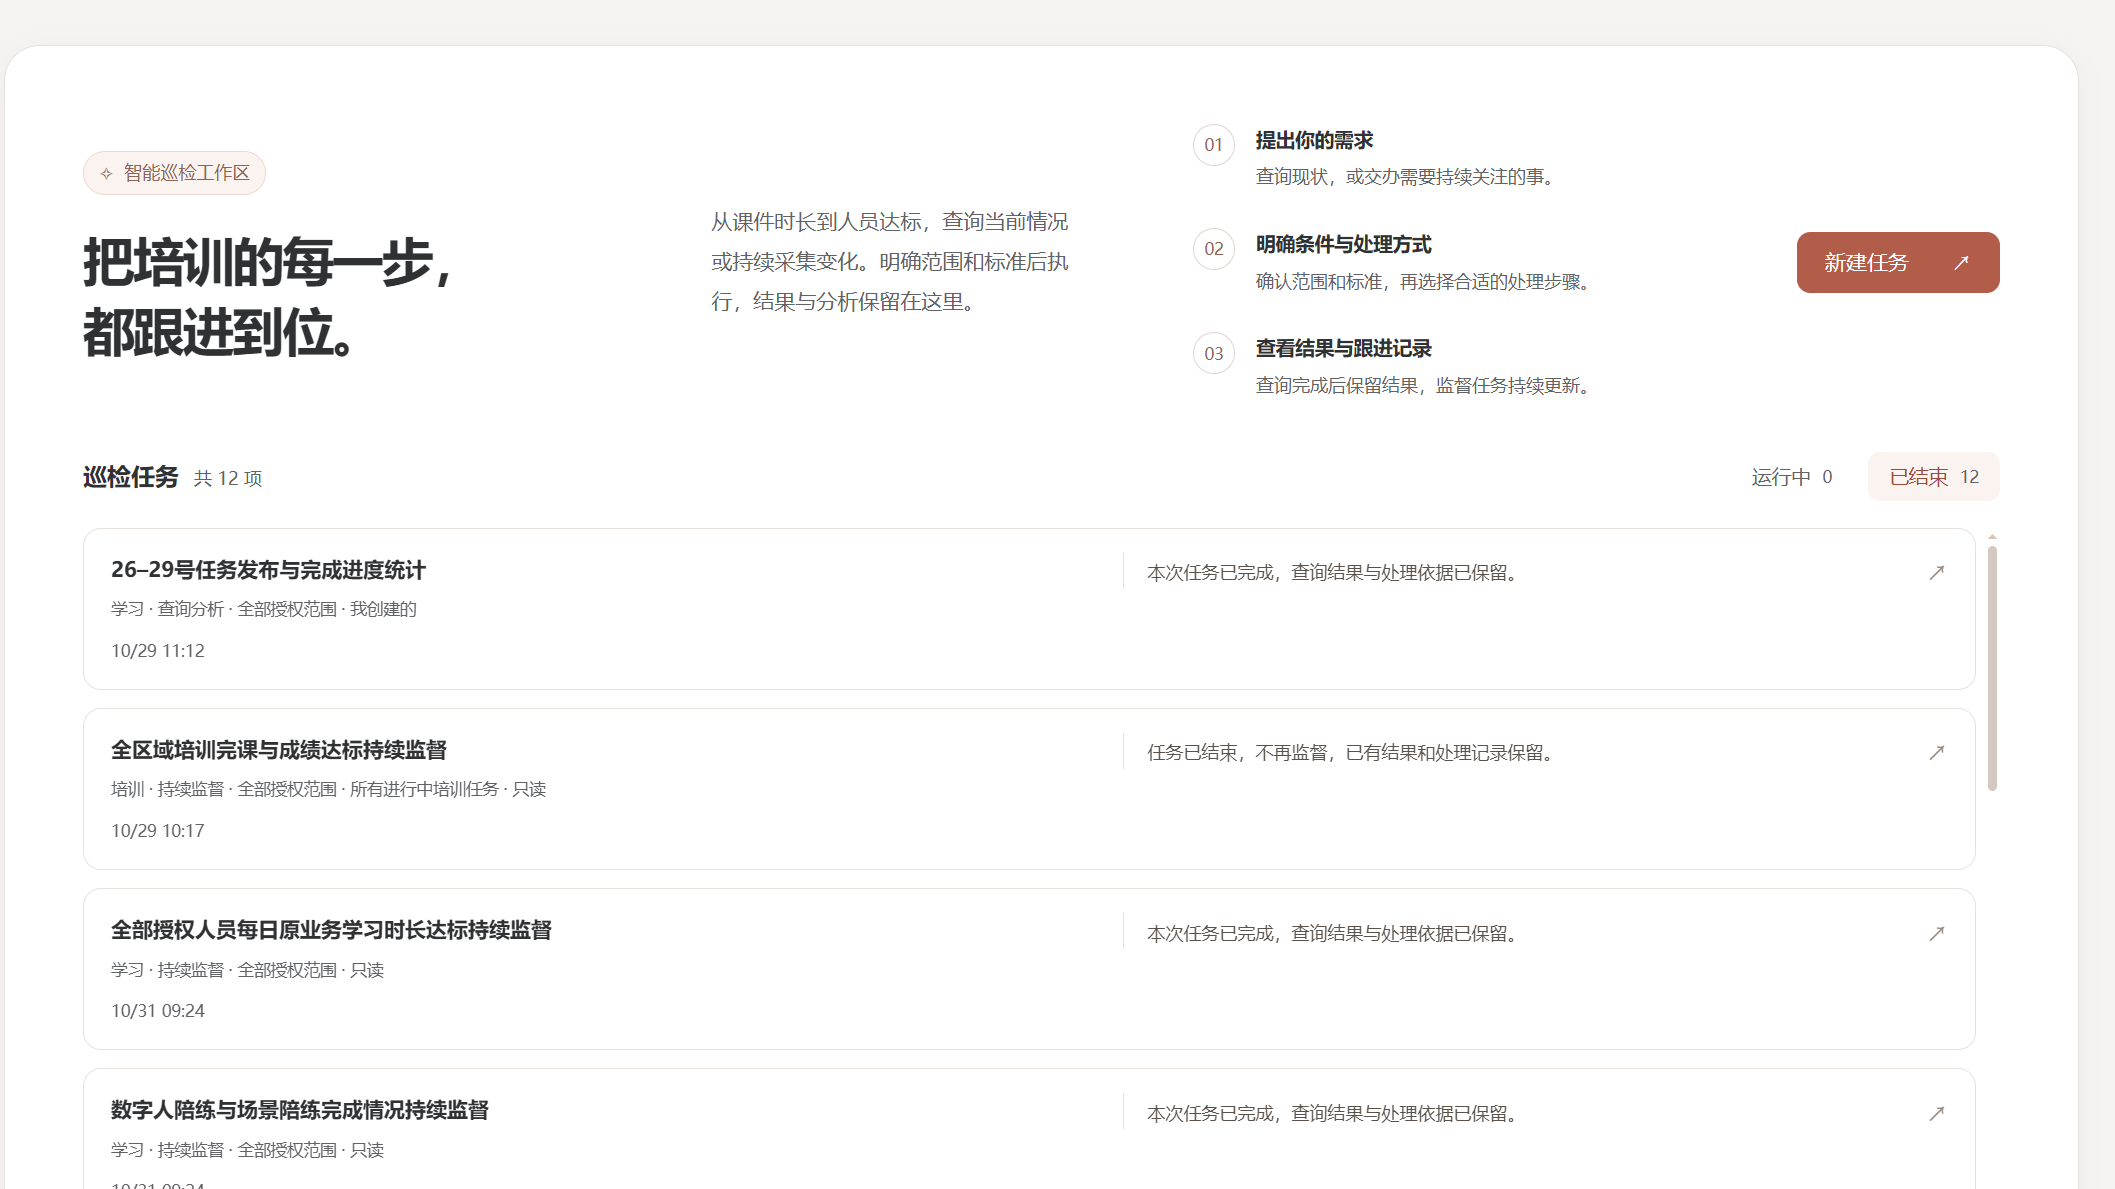 智能巡检工作区
把培训的每一步，
都跟进到位。
从课件时长到人员达标，查询当前情况
或持续采集变化。明确范围和标准后执
行，结果与分析保留在这里。
01 提出你的需求
查询现状，或交办需要持续关注的事。
02 明确条件与处理方式
确认范围和标准，再选择合适的处理步骤。
03 查看结果与跟进记录
查询完成后保留结果，监督任务持续更新。
新建任务 ↗
巡检任务 共 12 项
运行中 0 已结束 12
26–29号任务发布与完成进度统计
学习 · 查询分析 · 全部授权范围 · 我创建的
10/29 11:12
本次任务已完成，查询结果与处理依据已保留。
全区域培训完课与成绩达标持续监督
培训 · 持续监督 · 全部授权范围 · 所有进行中培训任务 · 只读
10/29 10:17
任务已结束，不再监督，已有结果和处理记录保留。
全部授权人员每日原业务学习时长达标持续监督
学习 · 持续监督 · 全部授权范围 · 只读
10/31 09:24
本次任务已完成，查询结果与处理依据已保留。
数字人陪练与场景陪练完成情况持续监督
学习 · 持续监督 · 全部授权范围 · 只读
10/31 09:24
本次任务已完成，查询结果与处理依据已保留。